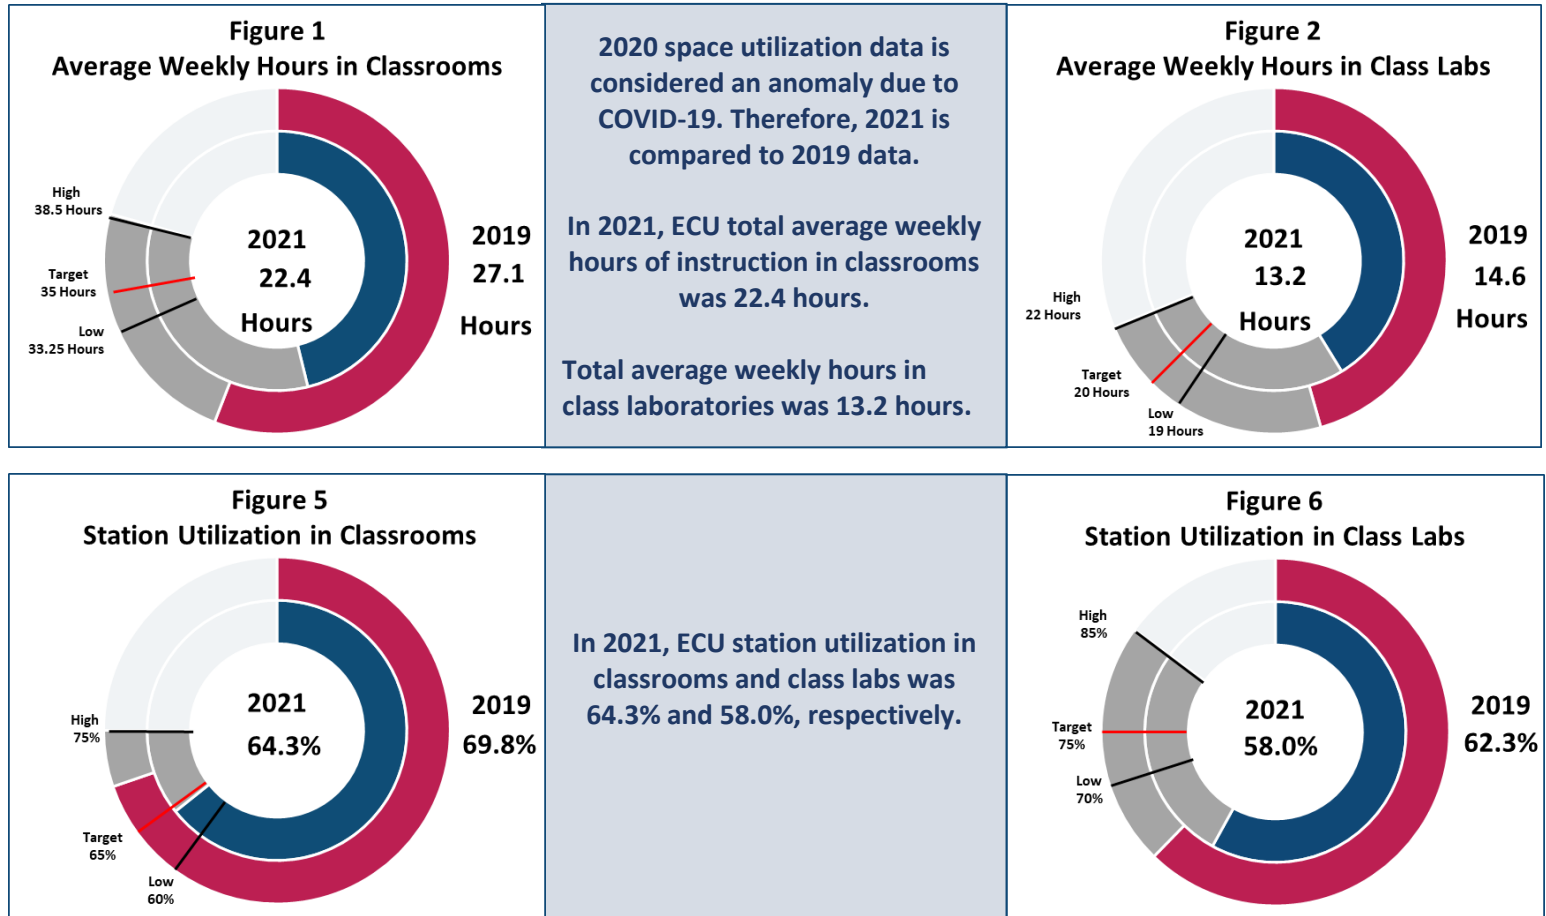 Figure 1
Average Weekly Hours in Classrooms
High
38.5 Hours
Target
35 Hours
Low
33.25 Hours
2021
22.4
Hours
2019
27.1
Hours
2020 space utilization data is
considered an anomaly due to
COVID-19. Therefore, 2021 is
compared to 2019 data.
In 2021, ECU total average weekly
hours of instruction in classrooms
was 22.4 hours.
Total average weekly hours in
class laboratories was 13.2 hours.
Figure 2
Average Weekly Hours in Class Labs
High
22 Hours
Target
20 Hours
Low
19 Hours
2021
13.2
Hours
2019
14.6
Hours
Figure 5
Station Utilization in Classrooms
High
75%
Target
65%
Low
60%
2021
64.3%
2019
69.8%
In 2021, ECU station utilization in
classrooms and class labs was
64.3% and 58.0%, respectively.
Figure 6
Station Utilization in Class Labs
High
85%
Target
75%
Low
70%
2021
58.0%
2019
62.3%